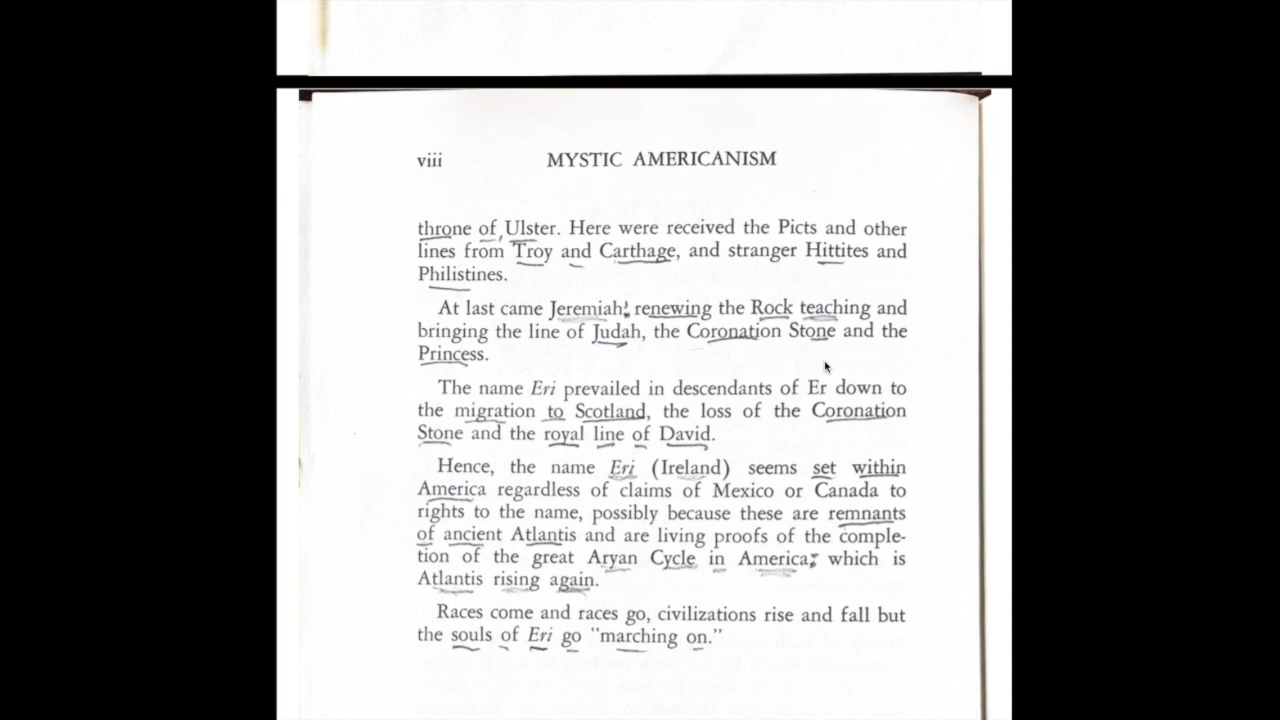 viii MYSTIC AMERICANISM
throne of Ulster. Here were received the Picts and other
lines from Troy and Carthage, and stranger Hittites and
Philistines.
At last came Jeremiah, renewing the Rock teaching and
bringing the line of Judah, the Coronation Stone and the
Princess.
The name Eri prevailed in descendants of Er down to
the migration to Scotland, the loss of the Coronation
Stone and the royal line of David.
Hence, the name Eri (Ireland) seems set within
America regardless of claims of Mexico or Canada to
rights to the name, possibly because these are remnants
of ancient Atlantis and are living proofs of the comple-
tion of the great Aryan Cycle in America; which is
Atlantis rising again.
Races come and races go, civilizations rise and fall but
the souls of Eri go "marching on."